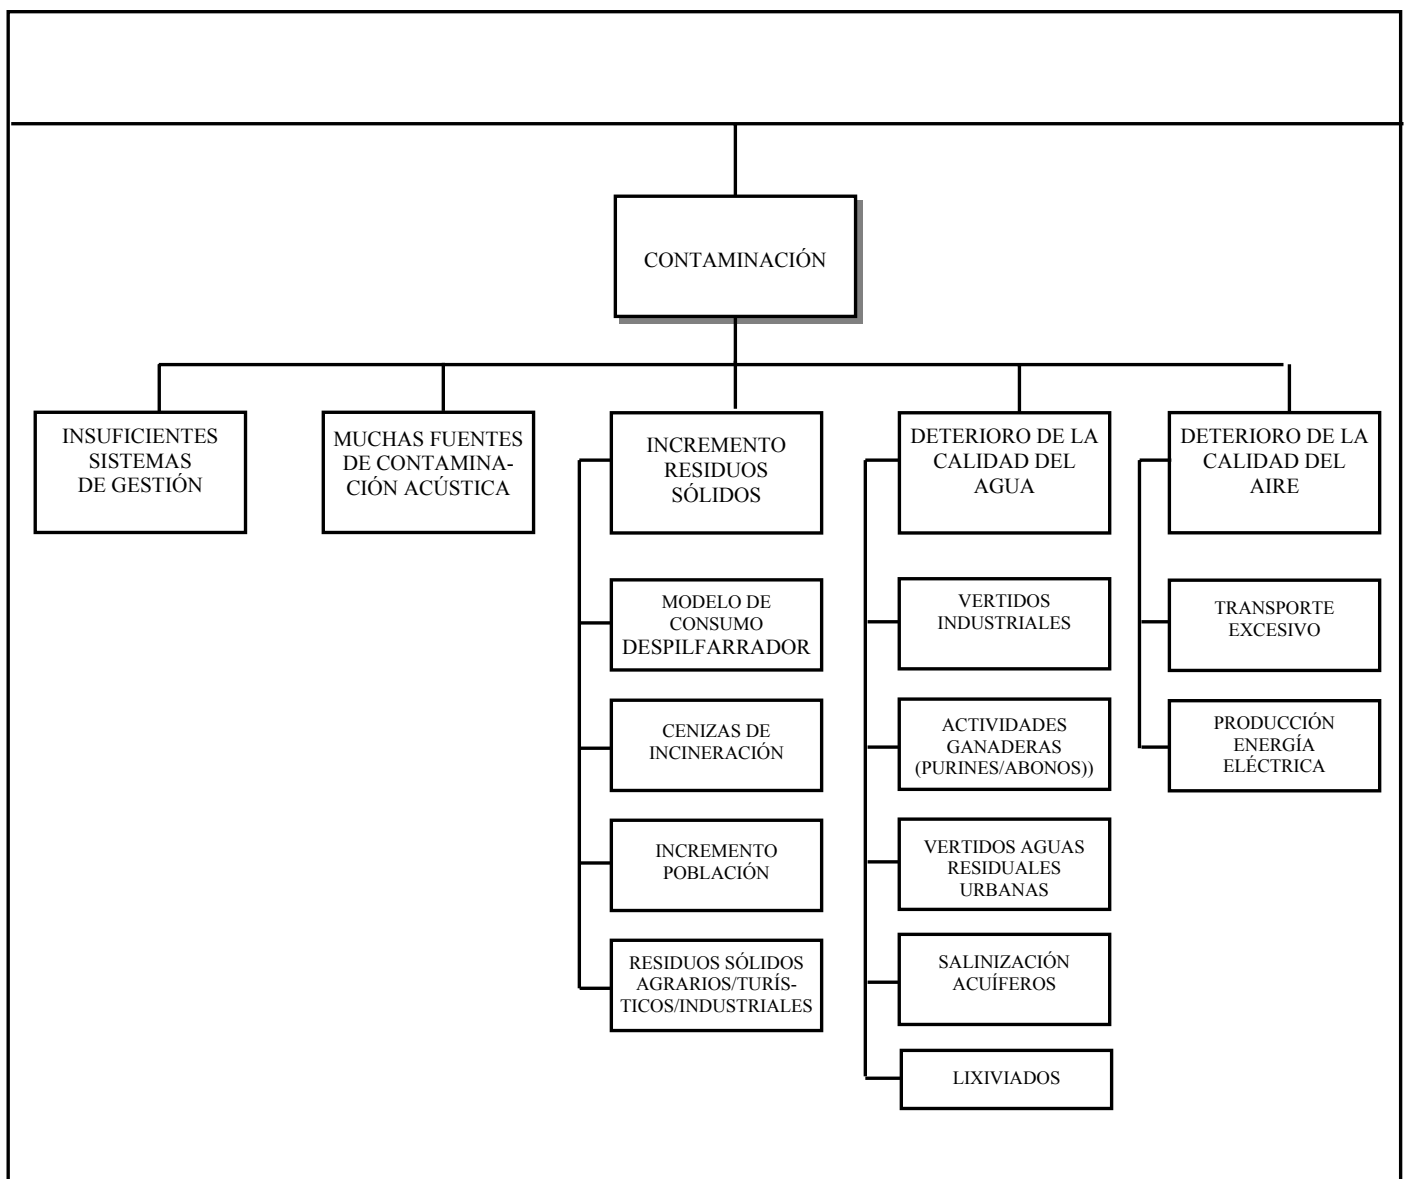 CONTAMINACIÓN
INSUFICIENTES
SISTEMAS
DE GESTIÓN
MUCHAS FUENTES
DE CONTAMINA-
CIÓN ACÚSTICA
INCREMENTO
RESIDUOS
SÓLIDOS
DETERIORO DE LA
CALIDAD DEL
AGUA
DETERIORO DE LA
CALIDAD DEL
AIRE
MODELO DE
CONSUMO
DESPILFARRADOR
CENIZAS DE
INCINERACIÓN
INCREMENTO
POBLACIÓN
RESIDUOS SÓLIDOS
AGRARIOS/TURÍS-
TICOS/INDUSTRIALES
VERTIDOS
INDUSTRIALES
ACTIVIDADES
GANADERAS
(PURINES/ABONOS))
VERTIDOS AGUAS
RESIDUALES
URBANAS
SALINIZACIÓN
ACUÍFEROS
LIXIVIADOS
TRANSPORTE
EXCESIVO
PRODUCCIÓN
ENERGÍA
ELÉCTRICA